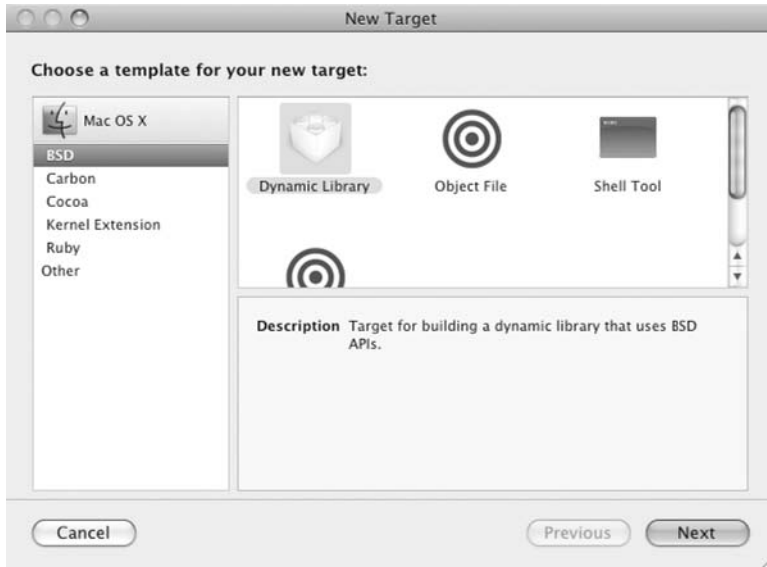 New Target
Choose a template for your new target:
Mac OS X
BSD
Carbon
Cocoa
Kernel Extension
Ruby
Other
Dynamic Library
Object File
Shell Tool
Description Target for building a dynamic library that uses BSD
APIs.
Cancel
Previous
Next